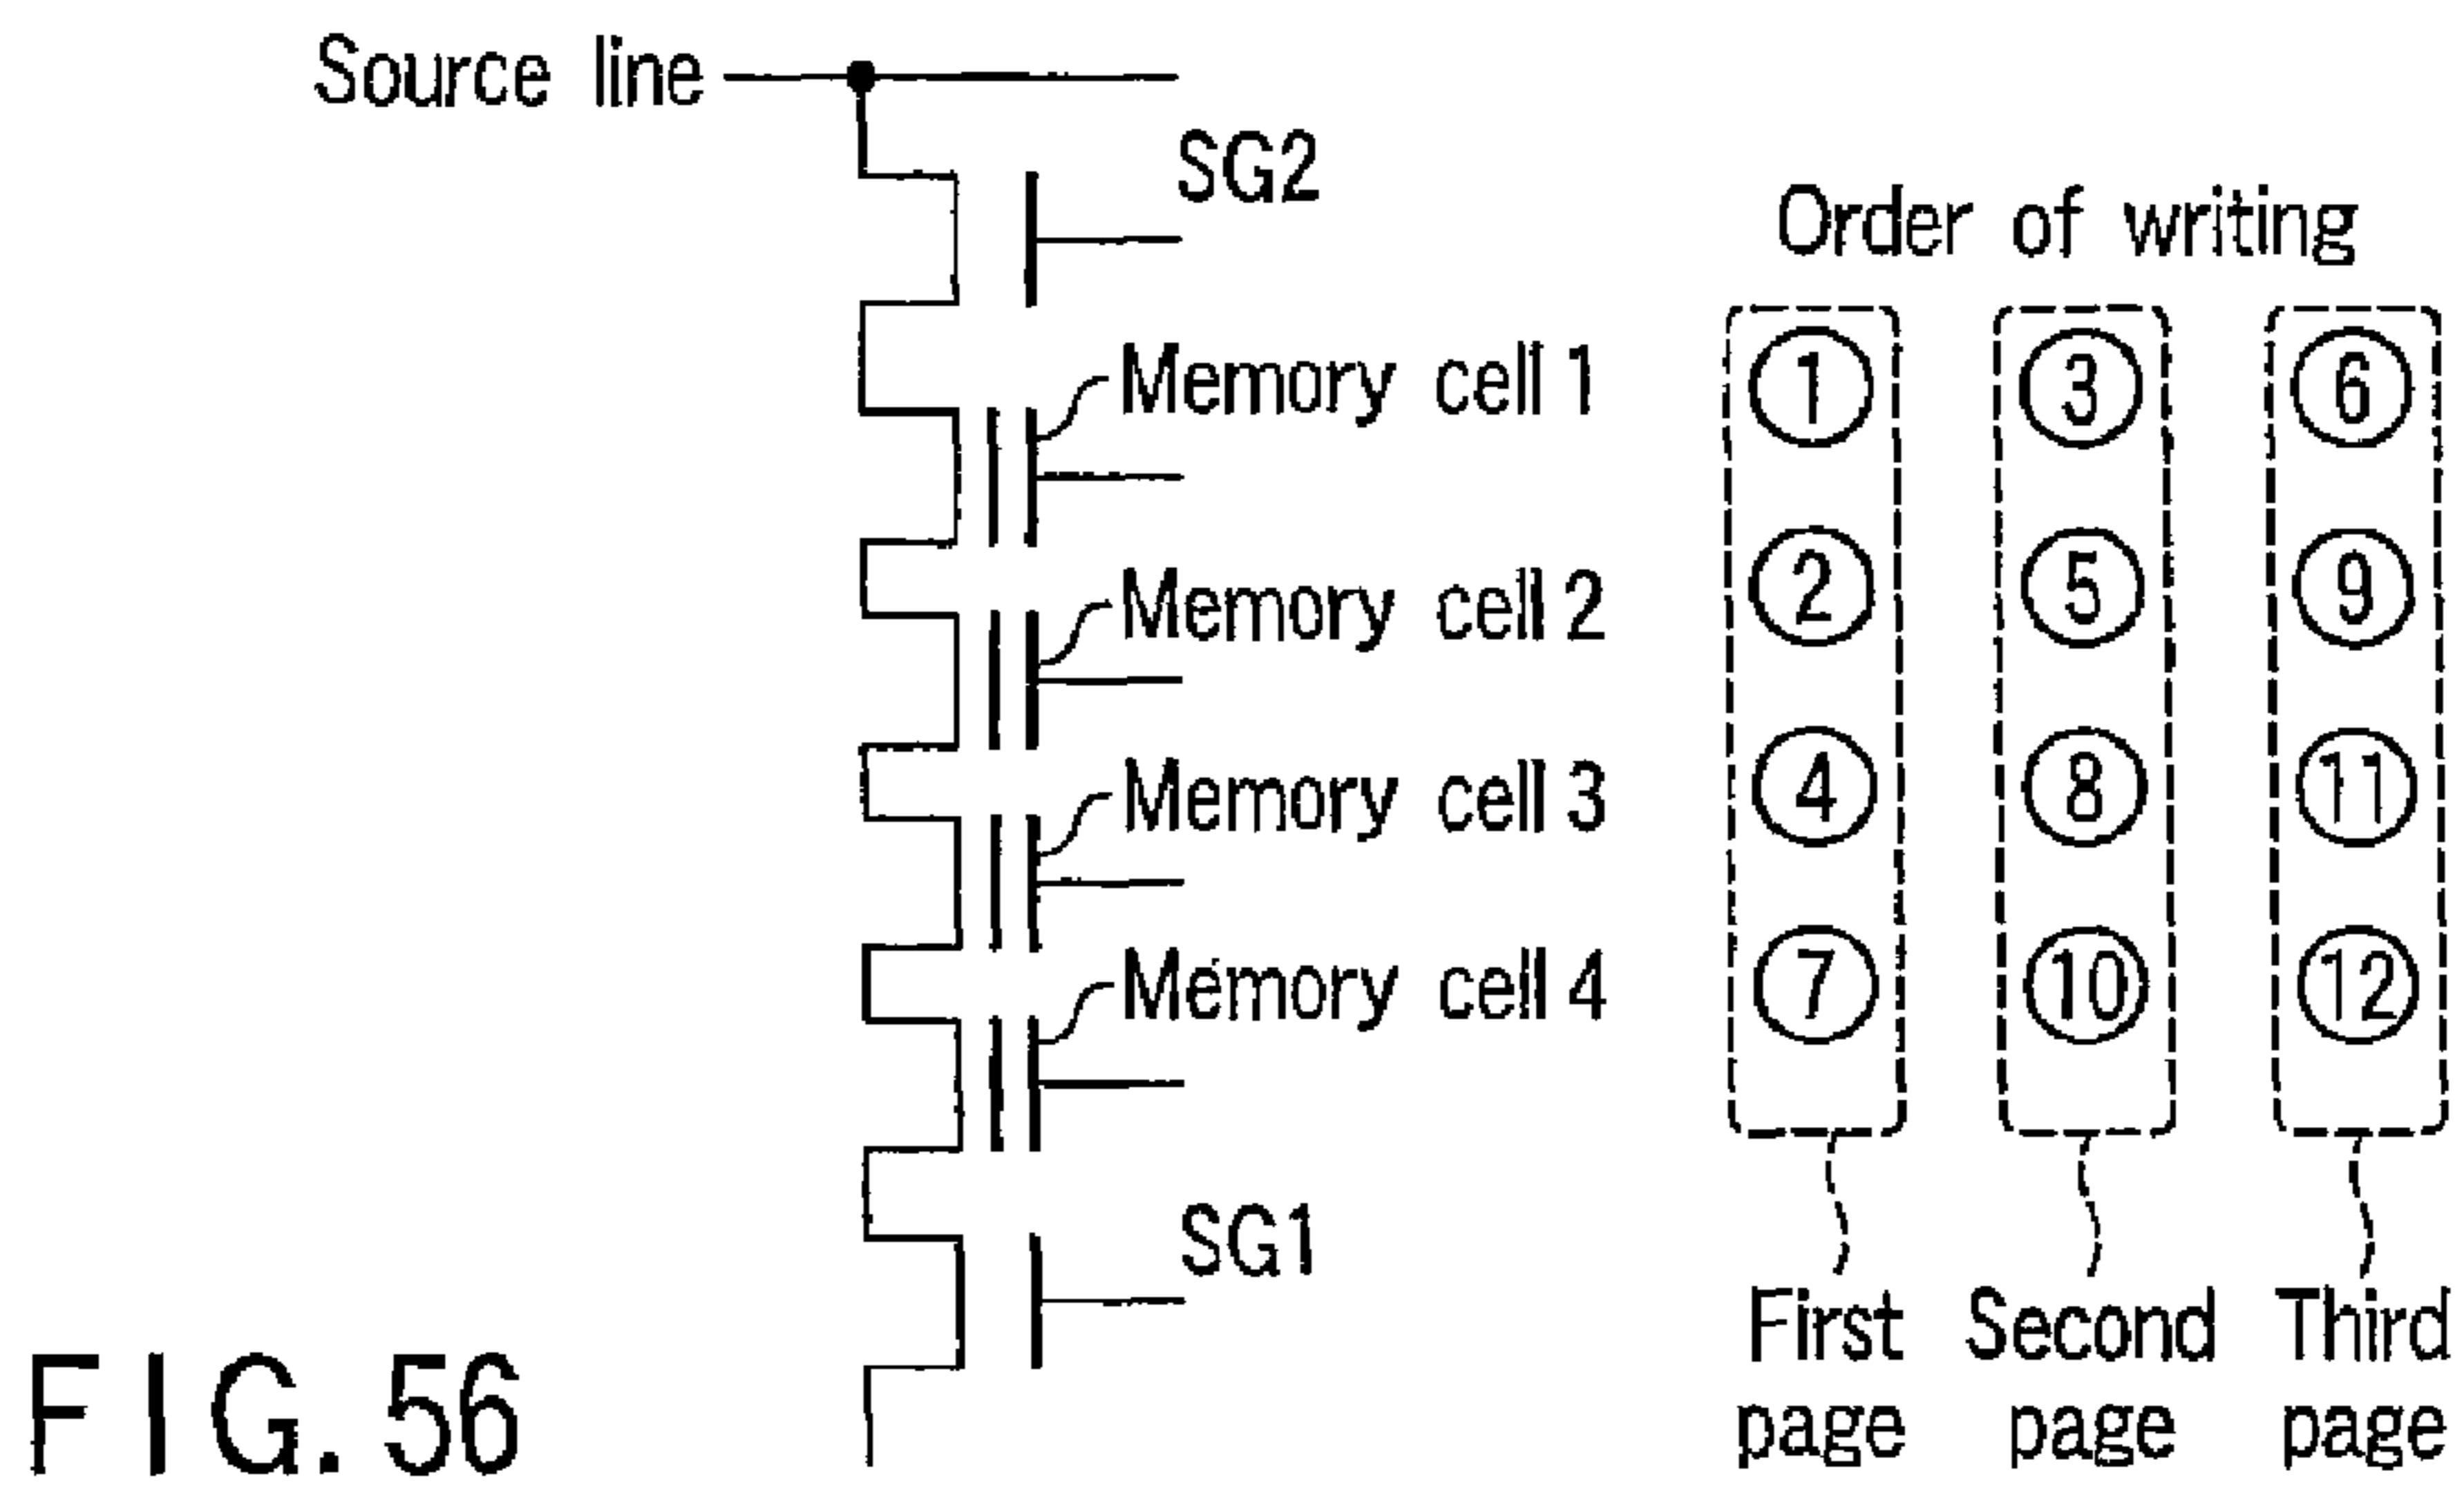 Source line
SG2
Order of writing
Memory cell 1 ① ③ ⑥
Memory cell 2 ② ⑤ ⑨
Memory cell 3 ④ ⑧ ⑪
Memory cell 4 ⑦ ⑩ ⑫
SG1
First page Second page Third page
FIG. 56